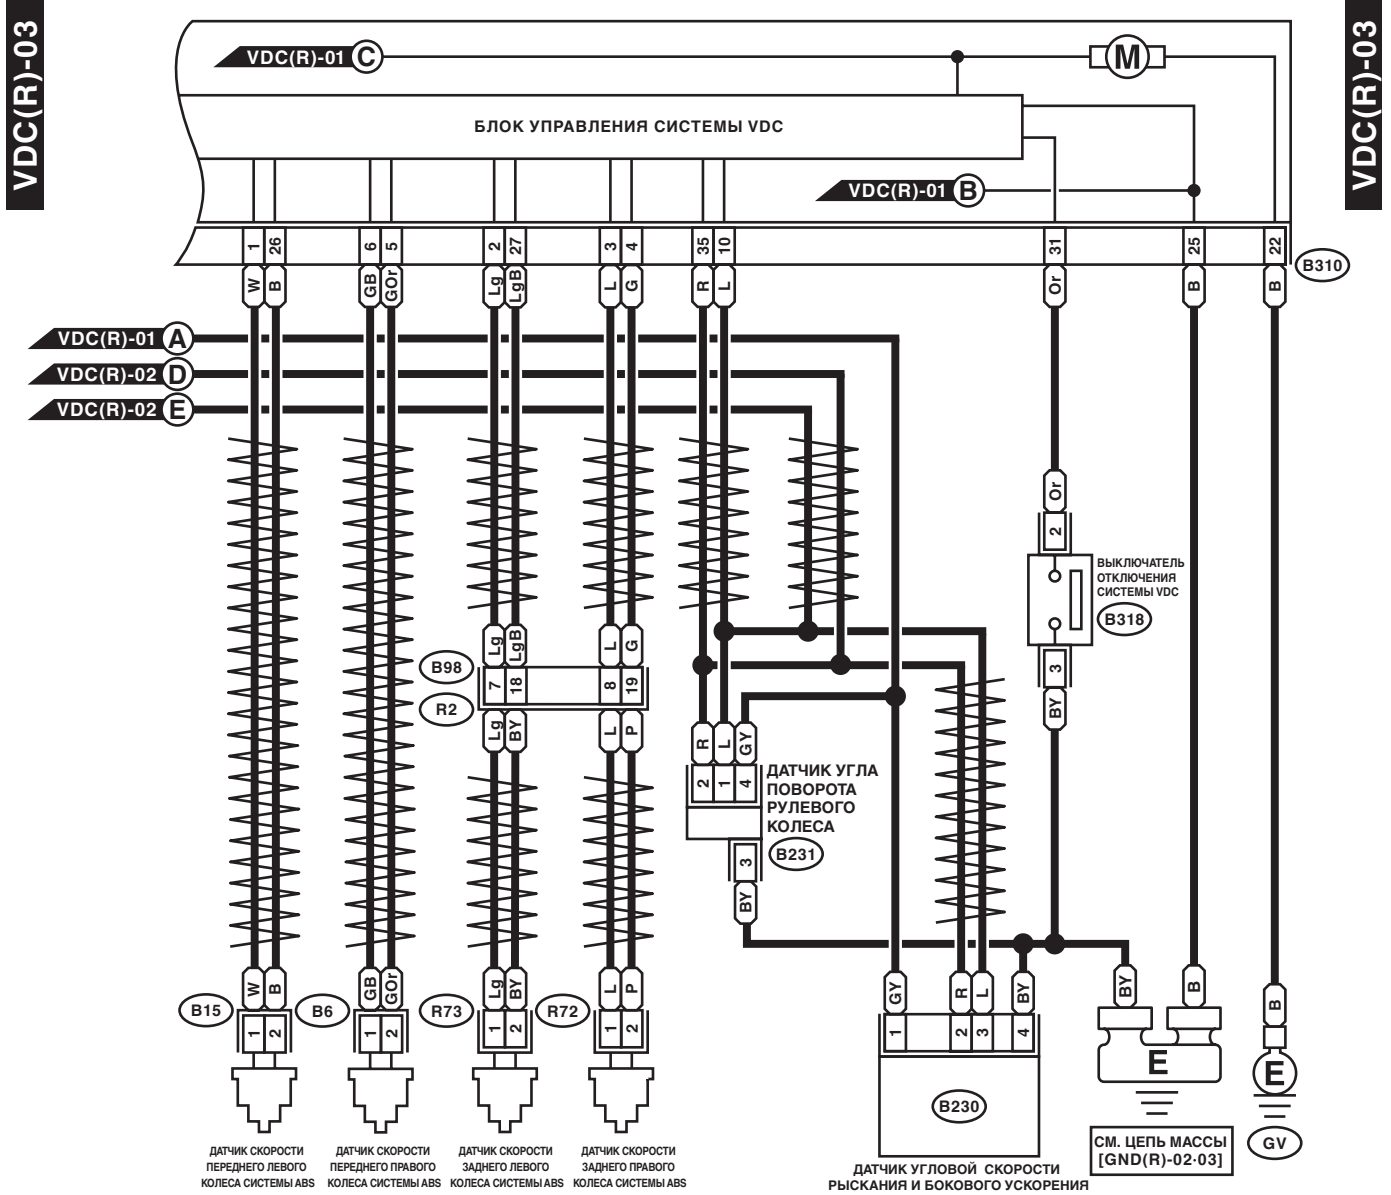 VDC(R)-03
VDC(R)-03
VDC(R)-01 C
M
БЛОК УПРАВЛЕНИЯ СИСТЕМЫ VDC
VDC(R)-01 B
1 26 6 5 2 27 3 4 35 10 31 25 22
B310
W B GB GOr Lg LgB L G R L Or B B
VDC(R)-01 A
VDC(R)-02 D
VDC(R)-02 E
Or
2
ВЫКЛЮЧАТЕЛЬ
ОТКЛЮЧЕНИЯ
СИСТЕМЫ VDC
B318
3
BY
Lg LgB L G
B98
7 18 8 19
R2
Lg BY L P
R L GY
2 1 4
ДАТЧИК УГЛА
ПОВОРОТА
РУЛЕВОГО
КОЛЕСА
B231
3
BY
W B GB GOr Lg BY L P GY R L BY BY B B
B15 B6 R73 R72
1 2 1 2 1 2 1 2 1 2 3 4
E
E
B230
СМ. ЦЕПЬ МАССЫ
[GND(R)-02·03]
GV
ДАТЧИК СКОРОСТИ
ПЕРЕДНЕГО ЛЕВОГО
КОЛЕСА СИСТЕМЫ ABS
ДАТЧИК СКОРОСТИ
ПЕРЕДНЕГО ПРАВОГО
КОЛЕСА СИСТЕМЫ ABS
ДАТЧИК СКОРОСТИ
ЗАДНЕГО ЛЕВОГО
КОЛЕСА СИСТЕМЫ ABS
ДАТЧИК СКОРОСТИ
ЗАДНЕГО ПРАВОГО
КОЛЕСА СИСТЕМЫ ABS
ДАТЧИК УГЛОВОЙ СКОРОСТИ
РЫСКАНИЯ И БОКОВОГО УСКОРЕНИЯ